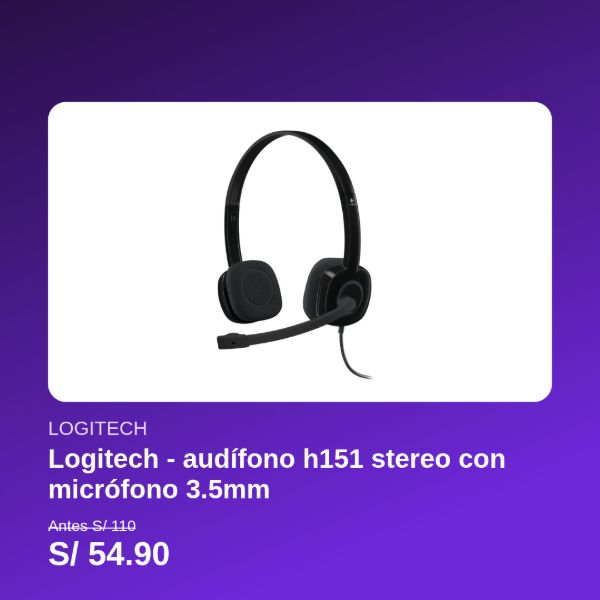 LOGITECH
Logitech - audífono h151 stereo con
micrófono 3.5mm
Antes S/ 110
S/ 54.90